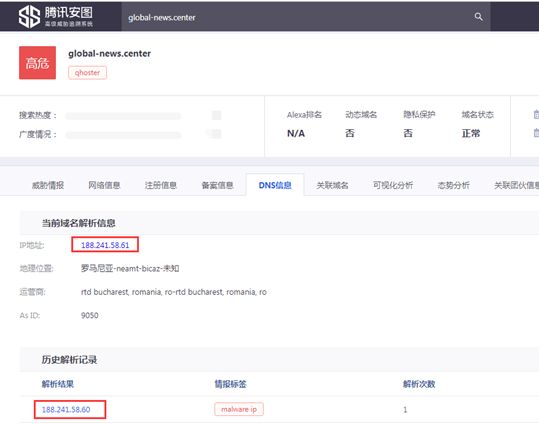 腾讯安图
高级威胁追溯系统
global-news.center
高危
global-news.center
qhoster
搜索热度:
广度情况:
Alexa排名 动态域名 隐私保护 域名状态
N/A 否 否 正常
威胁情报 网络信息 注册信息 备案信息 DNS信息 关联域名 可视化分析 态势分析 关联团伙信息
当前域名解析信息
IP地址: 188.241.58.61
地理位置: 罗马尼亚-neamt-bicaz-未知
运营商: rtd bucharest, romania, ro-rtd bucharest, romania, ro
As ID: 9050
历史解析记录
解析结果 情报标签 解析次数
188.241.58.60 malware ip 1